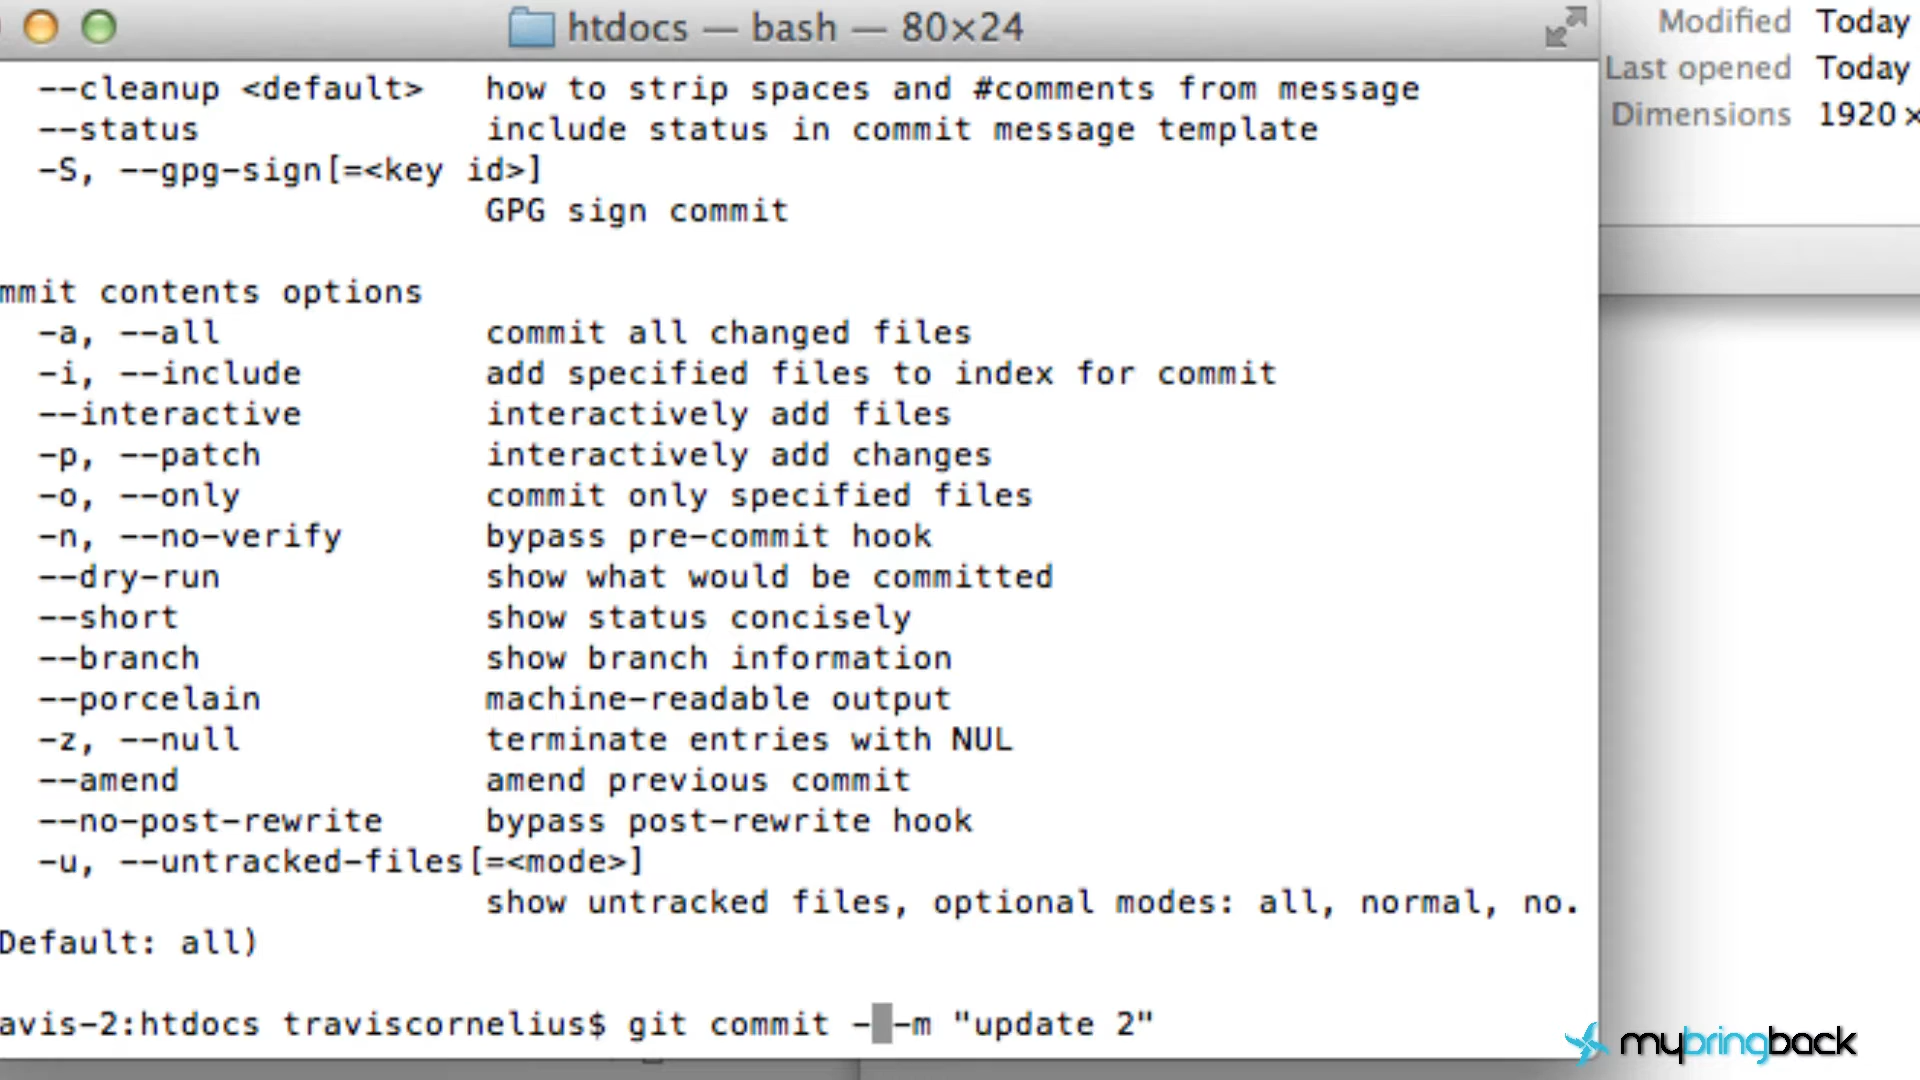 htdocs — bash — 80×24
Modified Today
Last opened Today
Dimensions 1920 ×
--cleanup <default> how to strip spaces and #comments from message
--status include status in commit message template
-S, --gpg-sign[=<key id>]
GPG sign commit
mmit contents options
-a, --all commit all changed files
-i, --include add specified files to index for commit
--interactive interactively add files
-p, --patch interactively add changes
-o, --only commit only specified files
-n, --no-verify bypass pre-commit hook
--dry-run show what would be committed
--short show status concisely
--branch show branch information
--porcelain machine-readable output
-z, --null terminate entries with NUL
--amend amend previous commit
--no-post-rewrite bypass post-rewrite hook
-u, --untracked-files[=<mode>]
show untracked files, optional modes: all, normal, no.
Default: all)
avis-2:htdocs traviscornelius$ git commit - -m "update 2"
mybringback